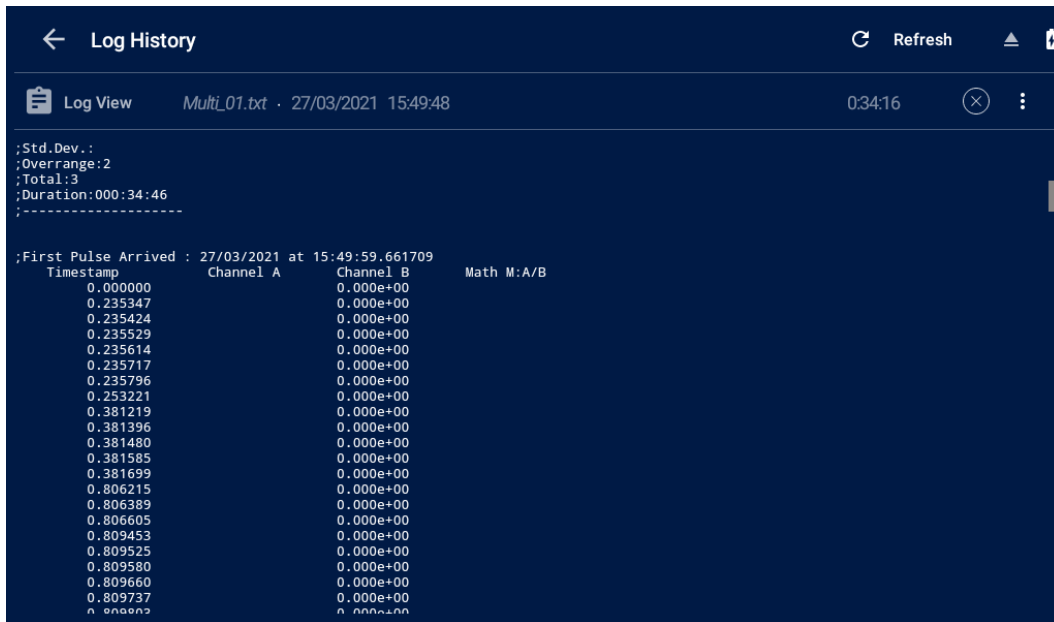 Log History Refresh
Log View Multi_01.txt · 27/03/2021 15:49:48 0:34:16
;Std.Dev.:
;Overrange:2
;Total:3
;Duration:000:34:46
;--------------------
;First Pulse Arrived : 27/03/2021 at 15:49:59.661709
Timestamp Channel A Channel B Math M:A/B
0.000000 0.000e+00
0.235347 0.000e+00
0.235424 0.000e+00
0.235529 0.000e+00
0.235614 0.000e+00
0.235717 0.000e+00
0.235796 0.000e+00
0.253221 0.000e+00
0.381219 0.000e+00
0.381396 0.000e+00
0.381480 0.000e+00
0.381585 0.000e+00
0.381699 0.000e+00
0.806215 0.000e+00
0.806389 0.000e+00
0.806605 0.000e+00
0.809453 0.000e+00
0.809525 0.000e+00
0.809580 0.000e+00
0.809660 0.000e+00
0.809737 0.000e+00